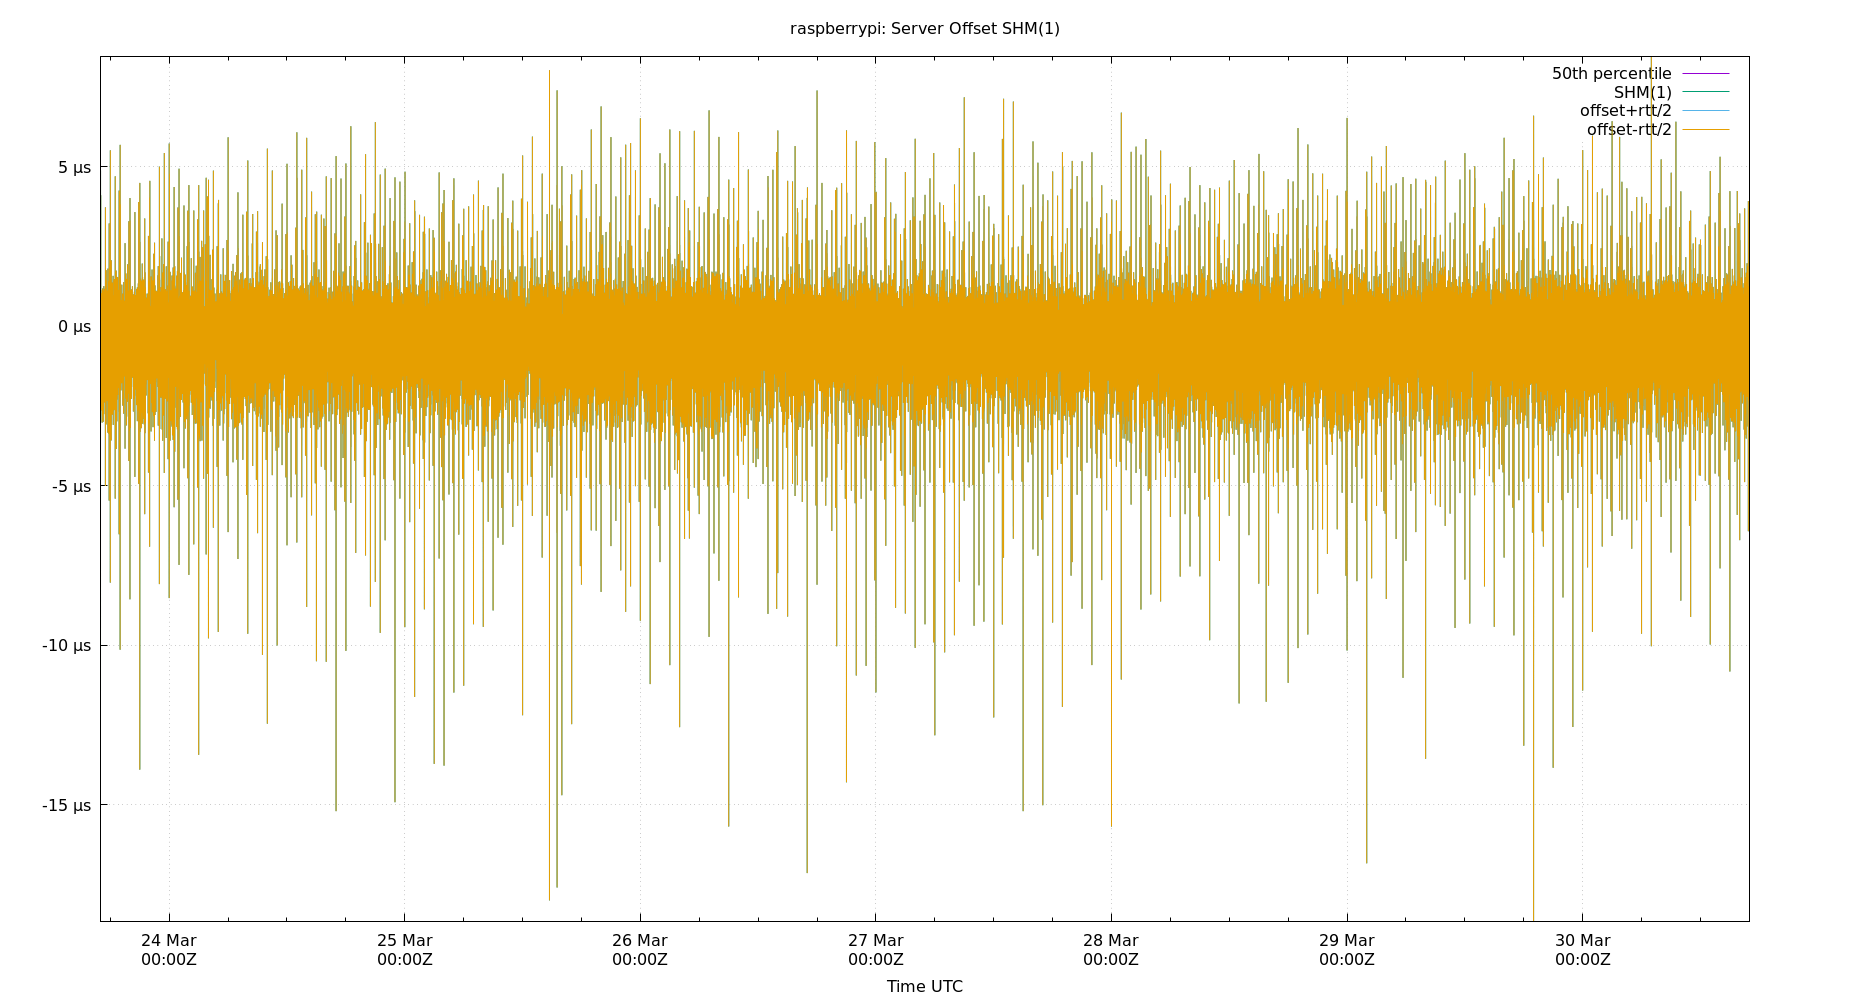 raspberrypi: Server Offset SHM(1)
50th percentile
SHM(1)
offset+rtt/2
offset-rtt/2
5 µs
0 µs
-5 µs
-10 µs
-15 µs
24 Mar 25 Mar 26 Mar 27 Mar 28 Mar 29 Mar 30 Mar
00:00Z 00:00Z 00:00Z 00:00Z 00:00Z 00:00Z 00:00Z
Time UTC